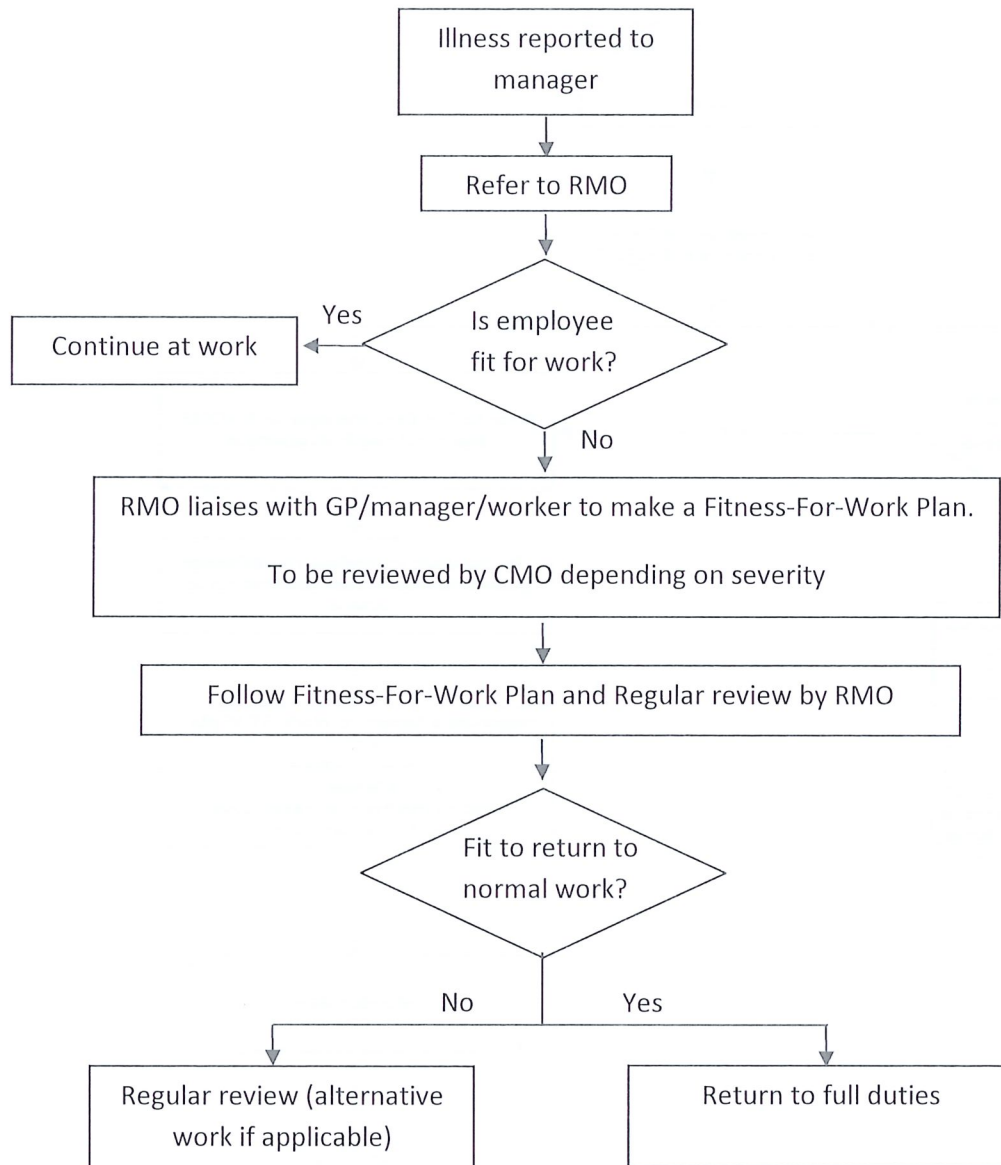 Illness reported to
manager
Refer to RMO
Yes
Is employee
fit for work?
Continue at work
No
RMO liaises with GP/manager/worker to make a Fitness-For-Work Plan.
To be reviewed by CMO depending on severity
Follow Fitness-For-Work Plan and Regular review by RMO
Fit to return to
normal work?
No
Yes
Regular review (alternative
work if applicable)
Return to full duties